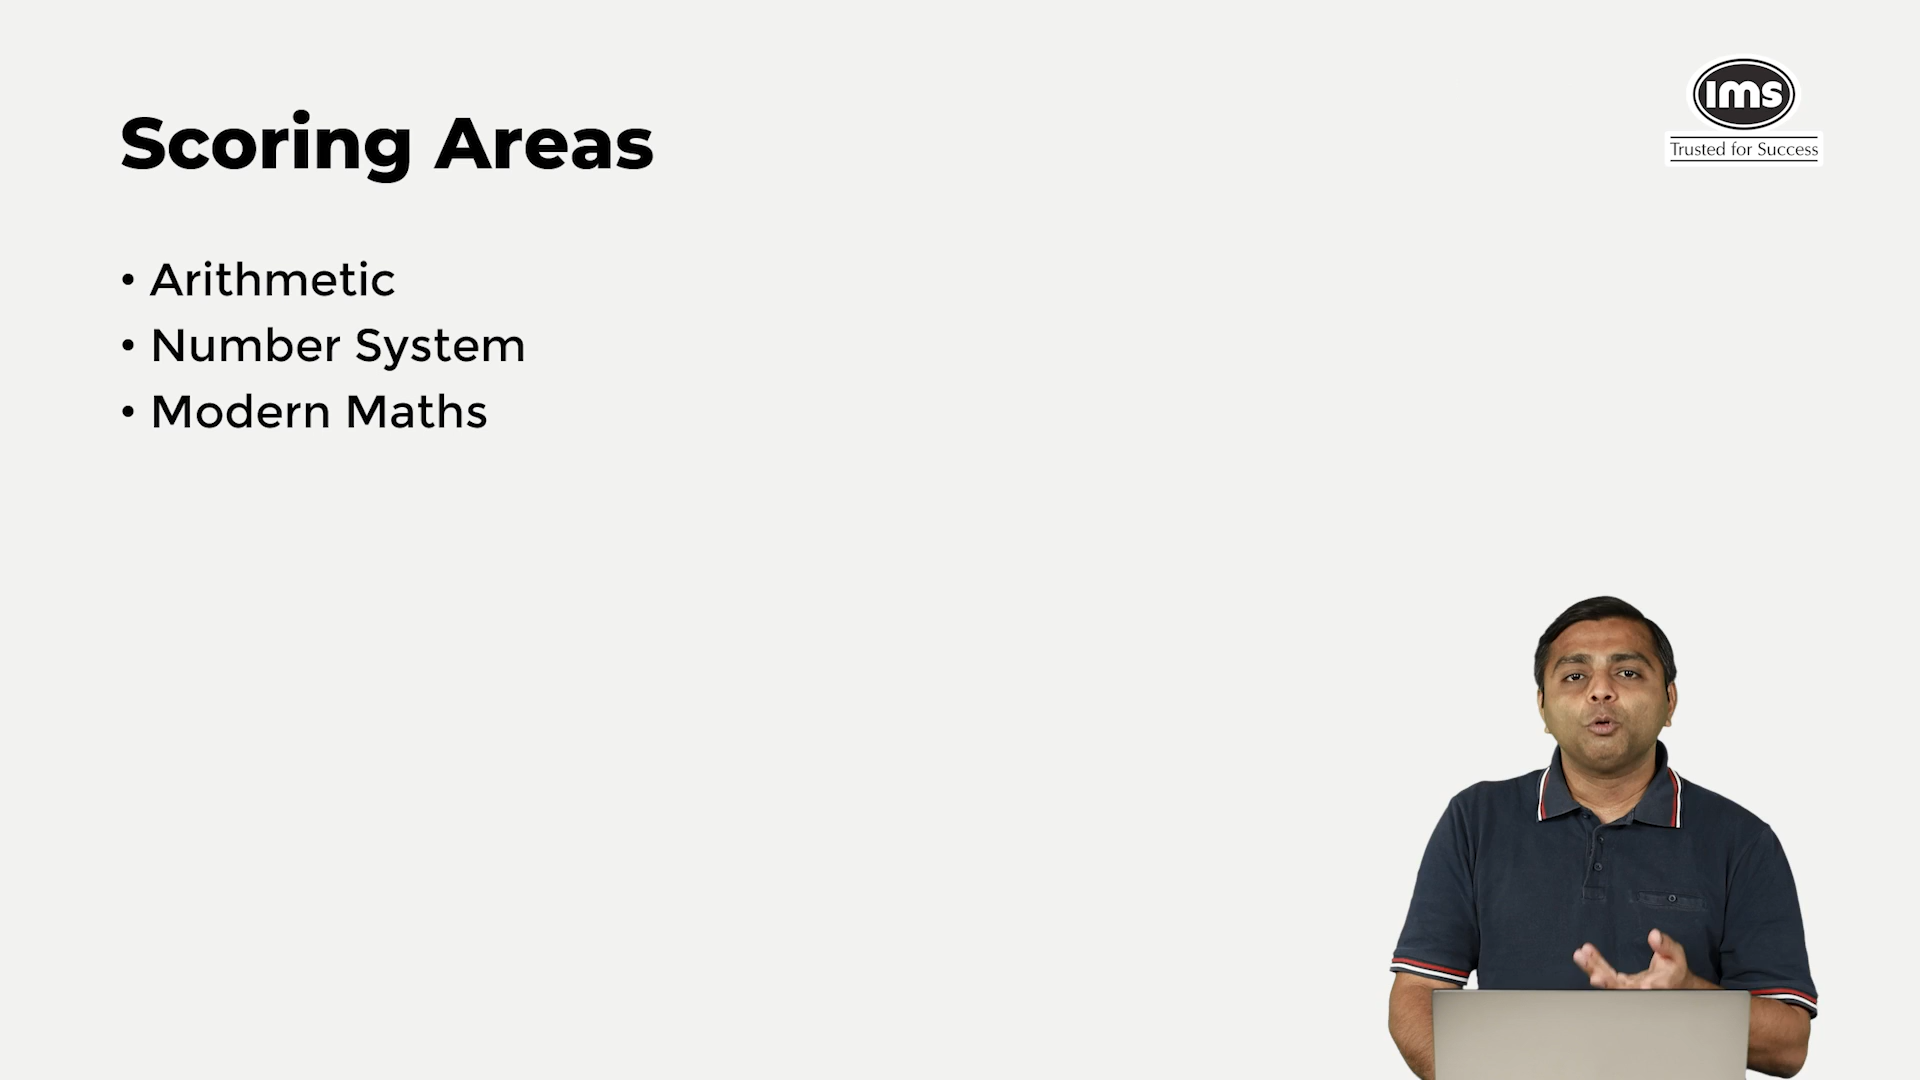 ims
Trusted for Success
Scoring Areas
• Arithmetic
• Number System
• Modern Maths